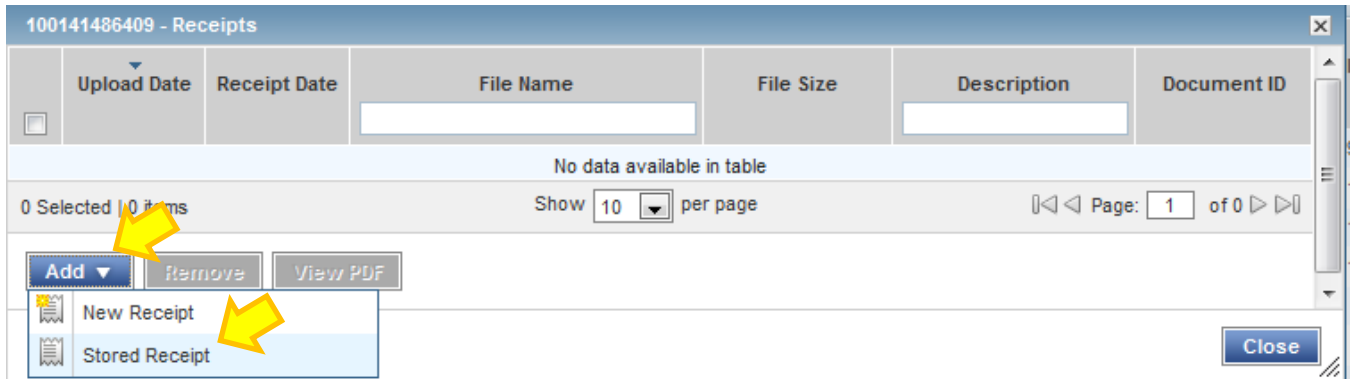 100141486409 - Receipts
Upload Date Receipt Date File Name File Size Description Document ID
No data available in table
0 Selected | 0 items Show 10 per page Page: 1 of 0
Add Remove View PDF
New Receipt
Stored Receipt
Close